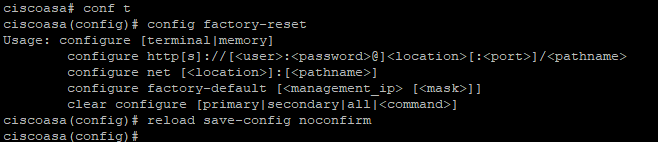 ciscoasa# conf t
ciscoasa(config)# config factory-reset
Usage: configure [terminal|memory]
configure http[s]://[<user>:<password>@]<location>[:<port>]/<pathname>
configure net [<location>]:[<pathname>]
configure factory-default [<management_ip> [<mask>]]
clear configure [primary|secondary|all|<command>]
ciscoasa(config)# reload save-config noconfirm
ciscoasa(config)#